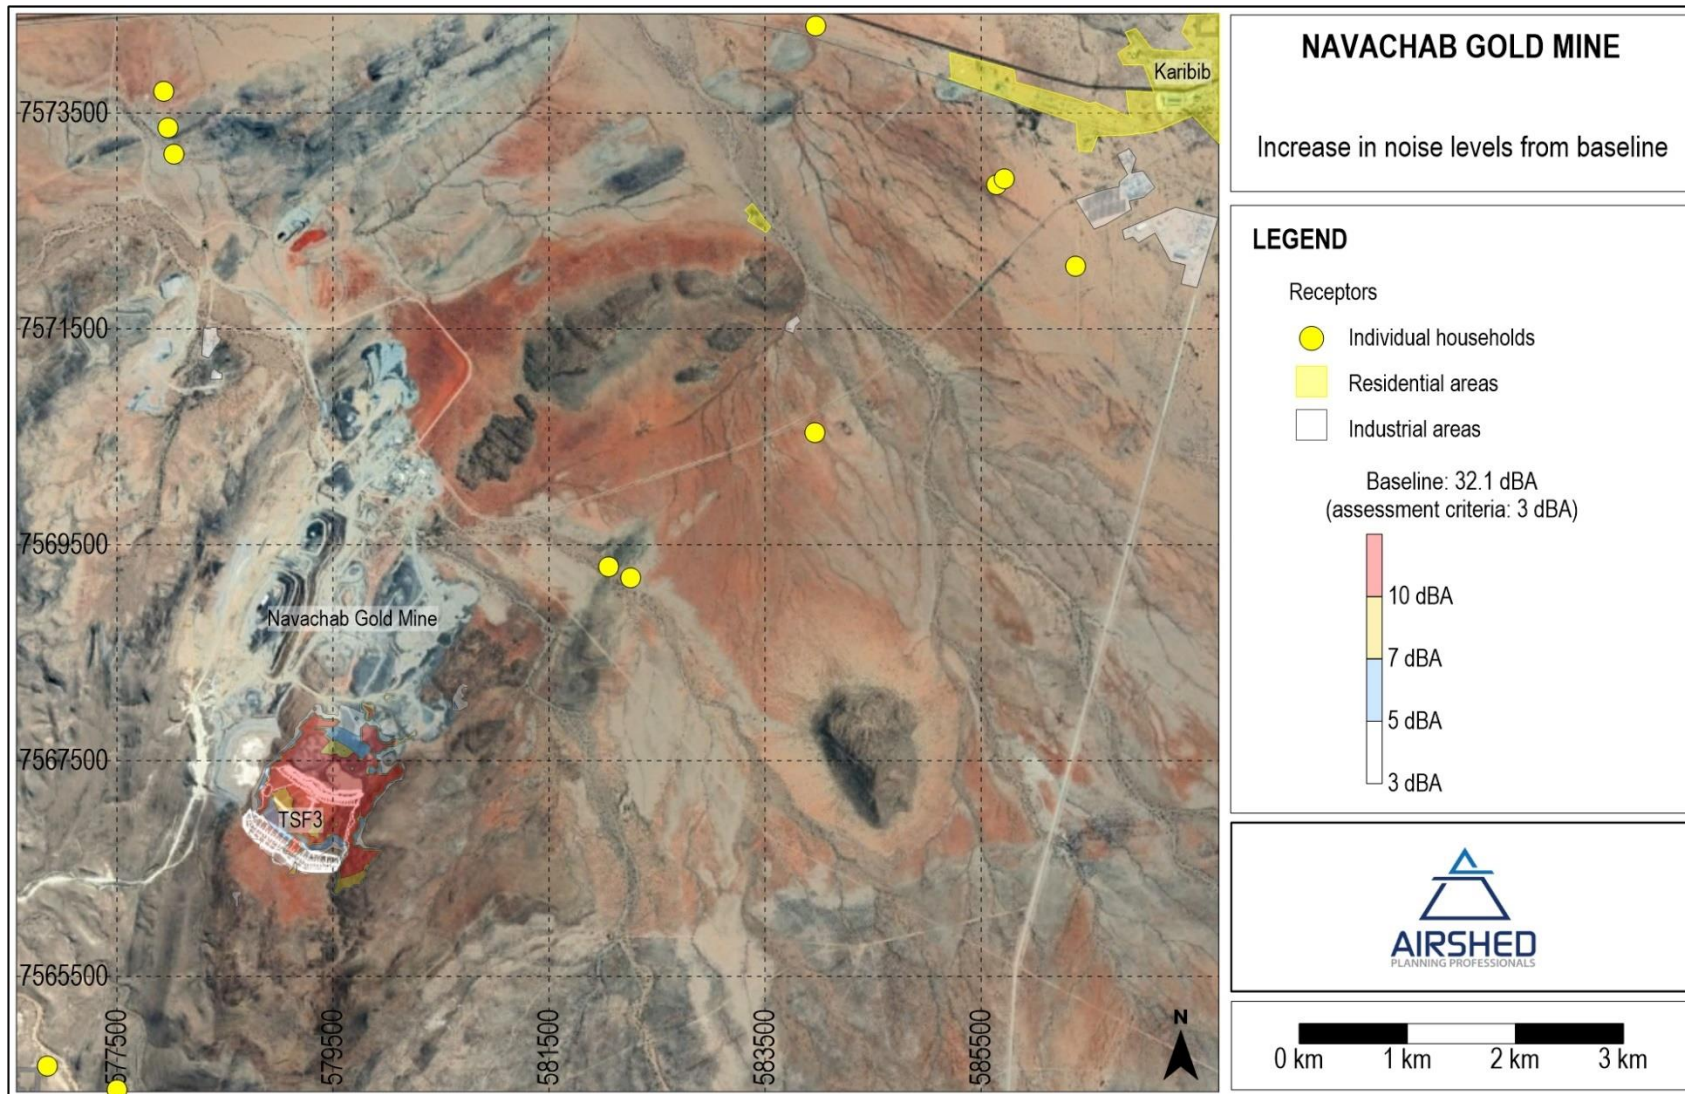 NAVACHAB GOLD MINE
Increase in noise levels from baseline
LEGEND
Receptors
Individual households
Residential areas
Industrial areas
Baseline: 32.1 dBA
(assessment criteria: 3 dBA)
10 dBA
7 dBA
5 dBA
3 dBA
AIRSHED
PLANNING PROFESSIONALS
0 km 1 km 2 km 3 km
Karibib
7573500
7571500
7569500
Navachab Gold Mine
7567500
TSF3
7565500
577500
579500
581500
583500
585500
N